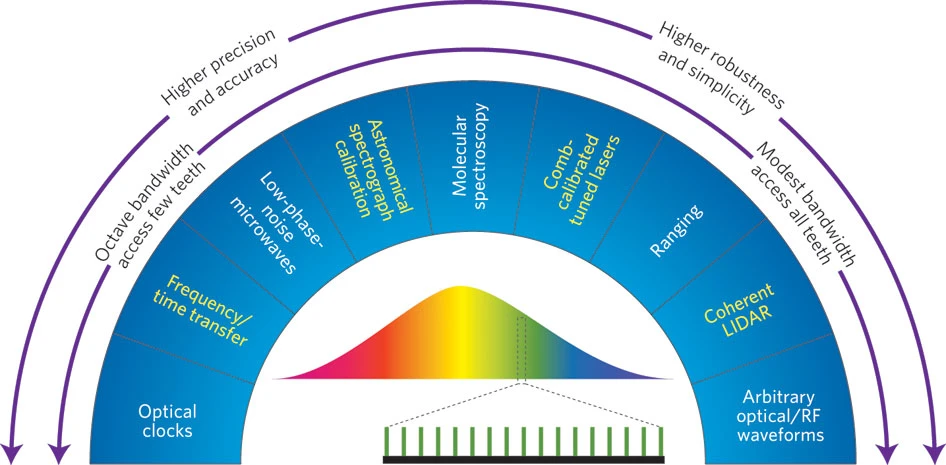 Higher precision
and accuracy
Higher robustness
and simplicity
Octave bandwidth
access few teeth
Modest bandwidth
access all teeth
Optical
clocks
Frequency/
time transfer
Low-phase-
noise
microwaves
Astronomical
spectrograph
calibration
Molecular
spectroscopy
Comb-
calibrated
tuned lasers
Ranging
Coherent
LIDAR
Arbitrary
optical/RF
waveforms